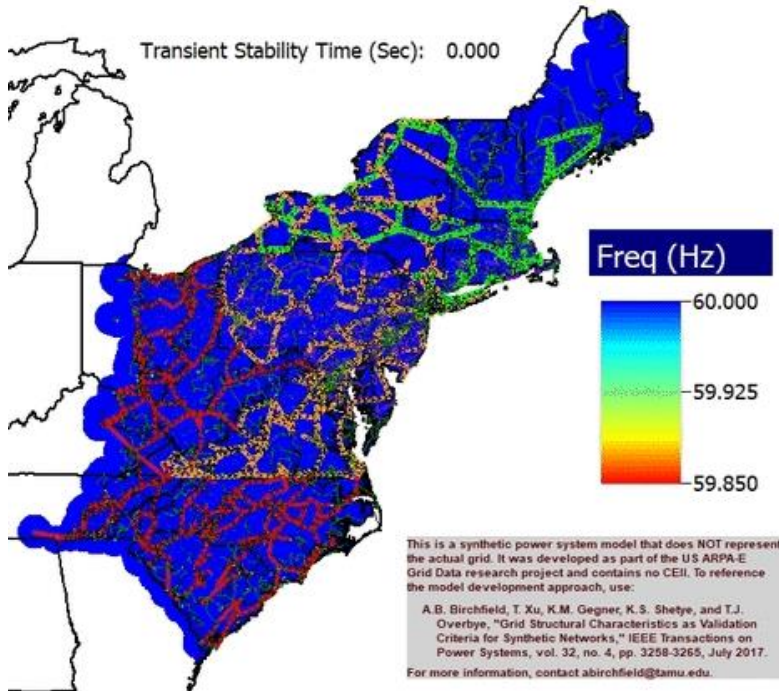 Transient Stability Time (Sec): 0.000
Freq (Hz)
60.000
59.925
59.850
This is a synthetic power system model that does NOT represent
the actual grid. It was developed as part of the US ARPA-E
Grid Data research project and contains no CEII. To reference
the model development approach, use:
A.B. Birchfield, T. Xu, K.M. Gegner, K.S. Shetye, and T.J.
Overbye, "Grid Structural Characteristics as Validation
Criteria for Synthetic Networks," IEEE Transactions on
Power Systems, vol. 32, no. 4, pp. 3258-3265, July 2017.
For more information, contact abirchfield@tamu.edu.